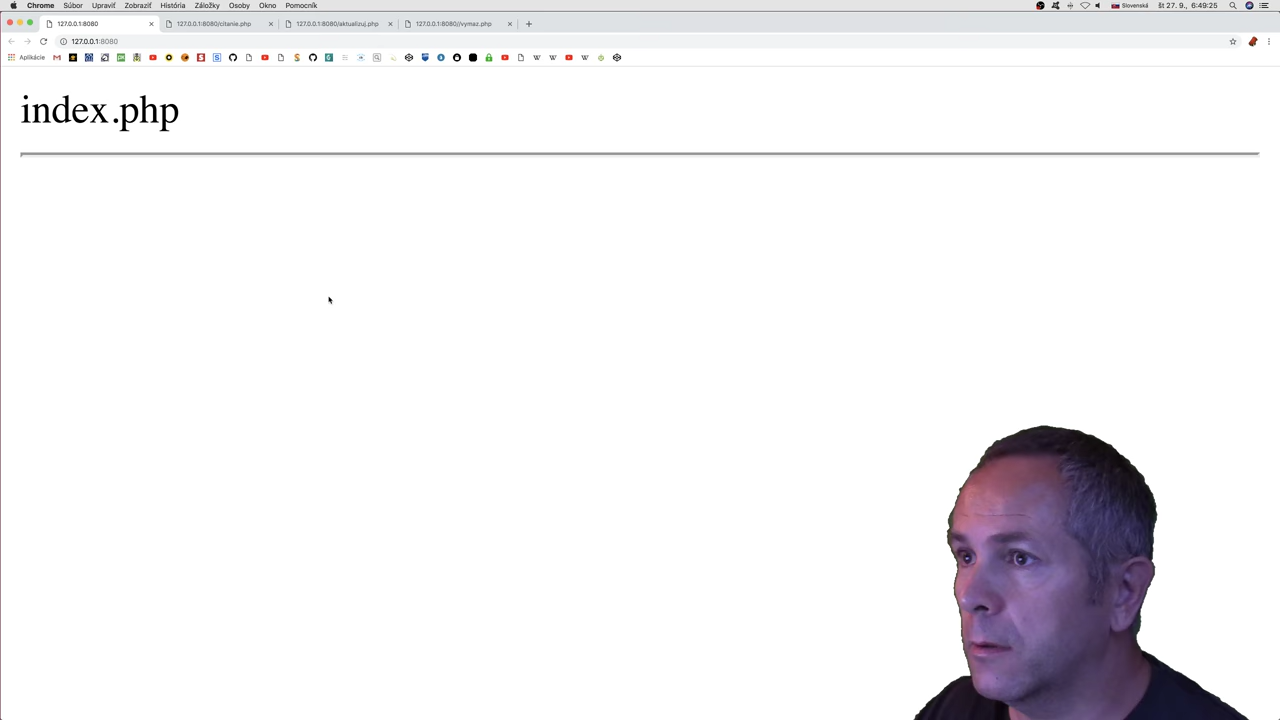 Chrome Súbor Upraviť Zobraziť História Záložky Osoby Okno Pomocník Slovenská št 27. 9., 6:49:25
127.0.0.1:8080 127.0.0.1:8080/citanie.php 127.0.0.1:8080/aktualizuj.php 127.0.0.1:8080//vymaz.php
127.0.0.1:8080
Aplikácie
index.php